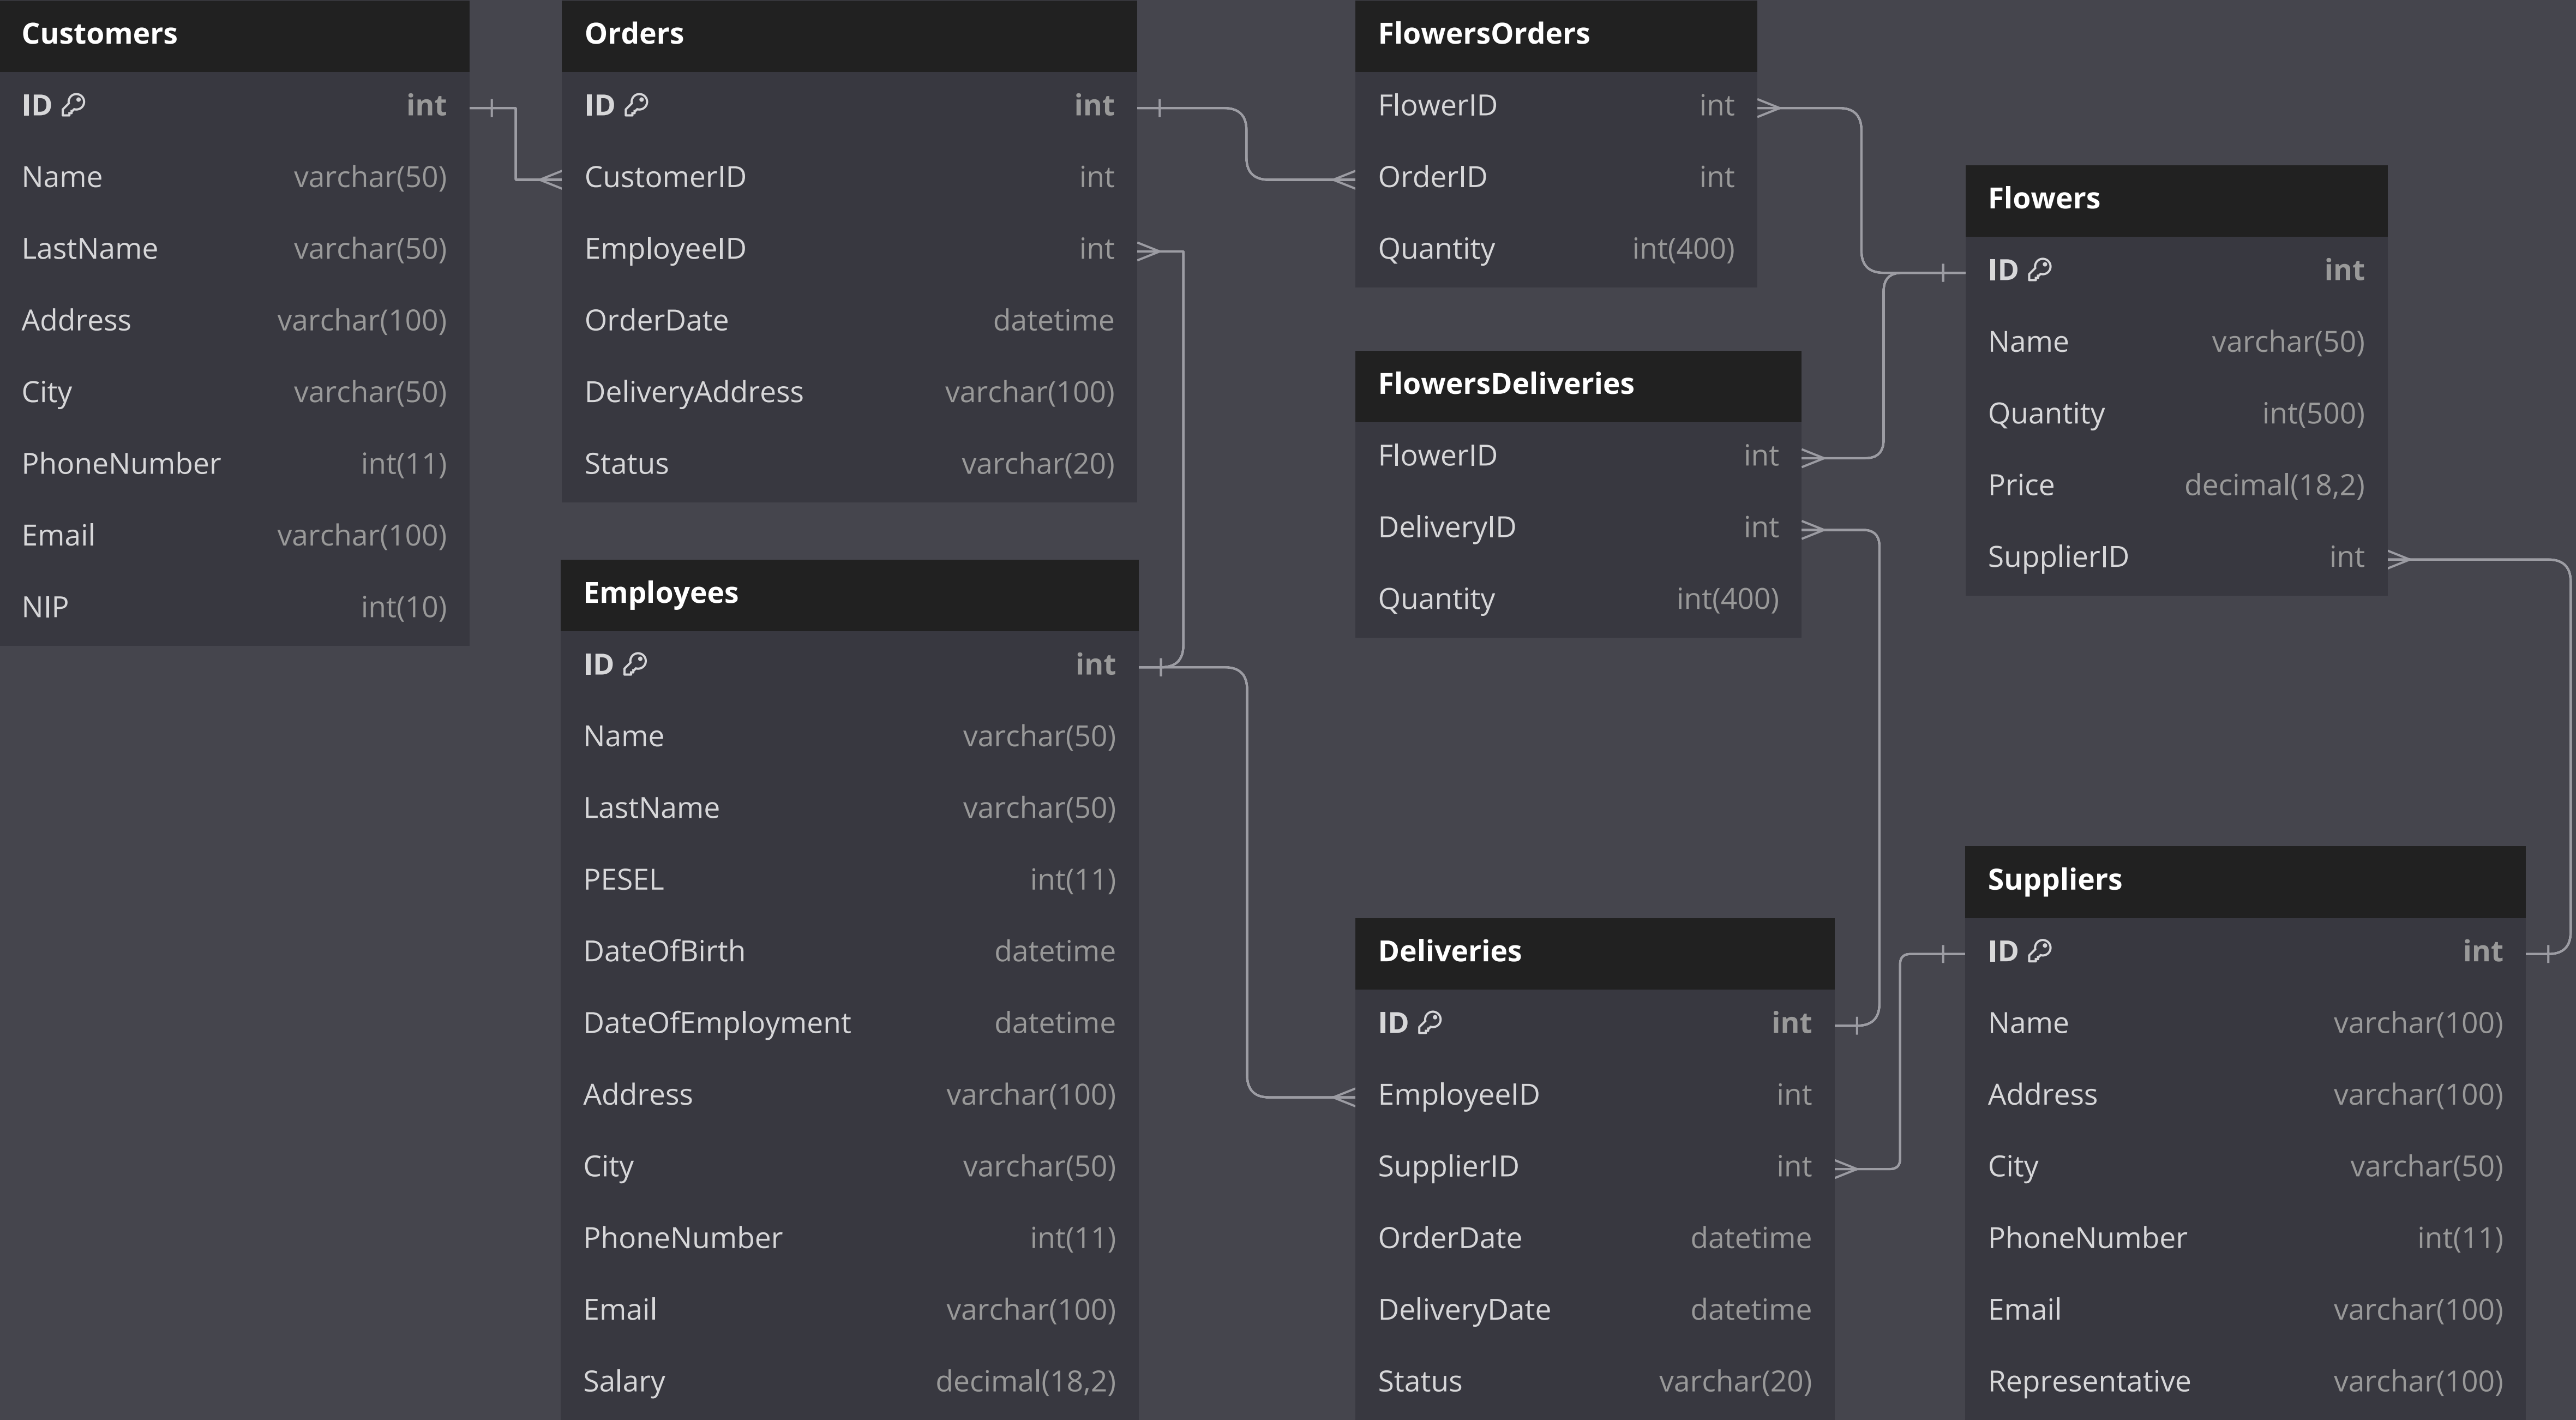 Customers
ID int
Name varchar(50)
LastName varchar(50)
Address varchar(100)
City varchar(50)
PhoneNumber int(11)
Email varchar(100)
NIP int(10)
Orders
ID int
CustomerID int
EmployeeID int
OrderDate datetime
DeliveryAddress varchar(100)
Status varchar(20)
Employees
ID int
Name varchar(50)
LastName varchar(50)
PESEL int(11)
DateOfBirth datetime
DateOfEmployment datetime
Address varchar(100)
City varchar(50)
PhoneNumber int(11)
Email varchar(100)
Salary decimal(18,2)
FlowersOrders
FlowerID int
OrderID int
Quantity int(400)
FlowersDeliveries
FlowerID int
DeliveryID int
Quantity int(400)
Deliveries
ID int
EmployeeID int
SupplierID int
OrderDate datetime
DeliveryDate datetime
Status varchar(20)
Flowers
ID int
Name varchar(50)
Quantity int(500)
Price decimal(18,2)
SupplierID int
Suppliers
ID int
Name varchar(100)
Address varchar(100)
City varchar(50)
PhoneNumber int(11)
Email varchar(100)
Representative varchar(100)